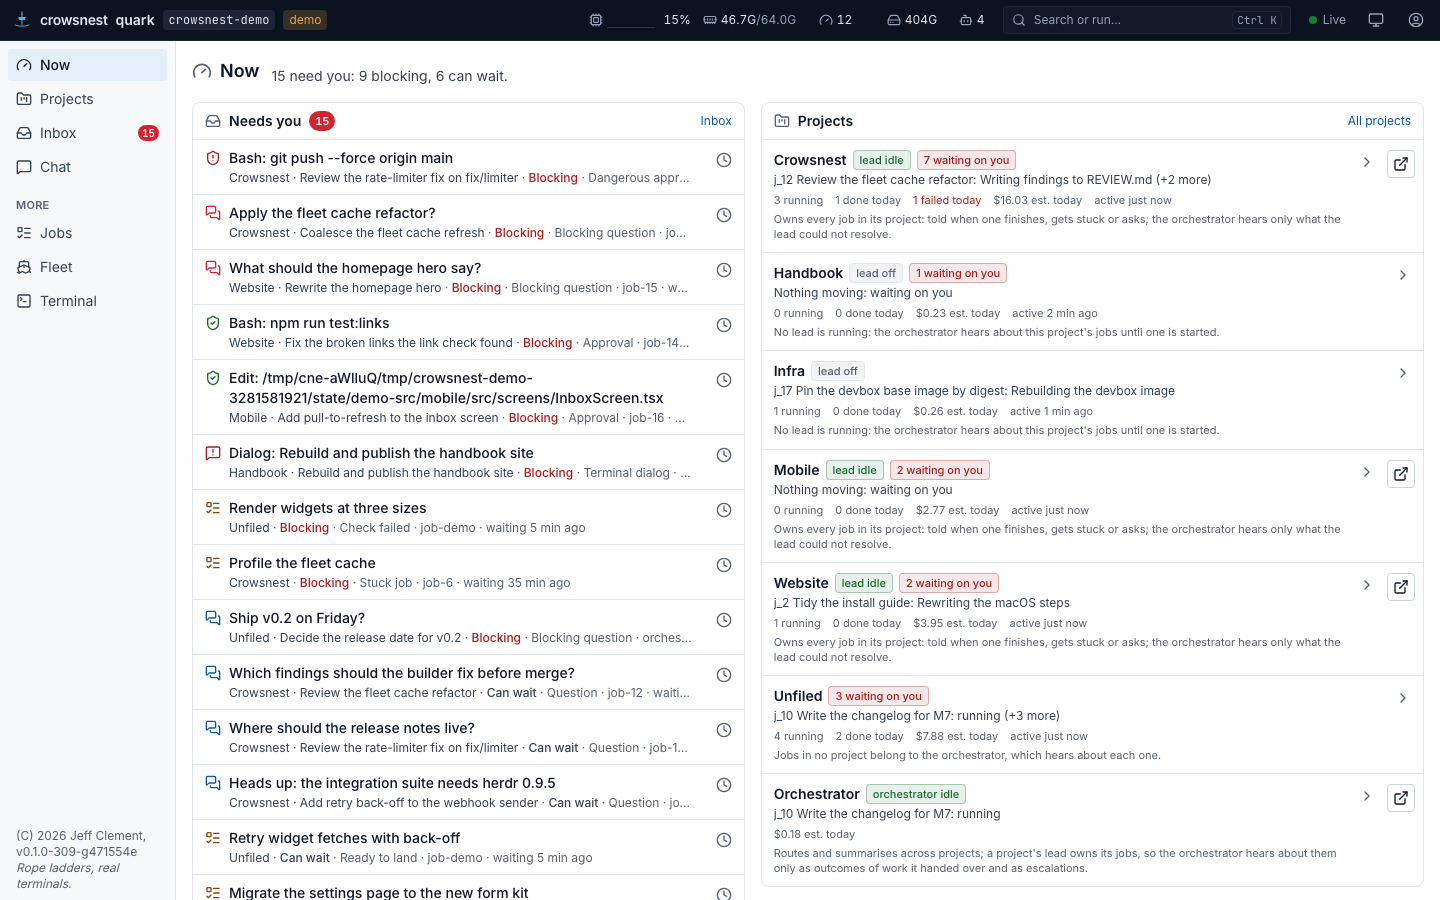 crowsnest quark crowsnest-demo demo
15% 46.7G/64.0G 12 404G 4 Search or run... Ctrl K Live
Now
Projects
Inbox 15
Chat
MORE
Jobs
Fleet
Terminal
(C) 2026 Jeff Clement,
v0.1.0-309-g471554e
Rope ladders, real
terminals.
Now 15 need you: 9 blocking, 6 can wait.
Needs you 15 Inbox
Bash: git push --force origin main
Crowsnest · Review the rate-limiter fix on fix/limiter · Blocking · Dangerous appr...
Apply the fleet cache refactor?
Crowsnest · Coalesce the fleet cache refresh · Blocking · Blocking question · jo...
What should the homepage hero say?
Website · Rewrite the homepage hero · Blocking · Blocking question · job-15 · w...
Bash: npm run test:links
Website · Fix the broken links the link check found · Blocking · Approval · job-14...
Edit: /tmp/cne-aWlluQ/tmp/crowsnest-demo-
3281581921/state/demo-src/mobile/src/screens/InboxScreen.tsx
Mobile · Add pull-to-refresh to the inbox screen · Blocking · Approval · job-16 · ...
Dialog: Rebuild and publish the handbook site
Handbook · Rebuild and publish the handbook site · Blocking · Terminal dialog · ...
Render widgets at three sizes
Unfiled · Blocking · Check failed · job-demo · waiting 5 min ago
Profile the fleet cache
Crowsnest · Blocking · Stuck job · job-6 · waiting 35 min ago
Ship v0.2 on Friday?
Unfiled · Decide the release date for v0.2 · Blocking · Blocking question · orches...
Which findings should the builder fix before merge?
Crowsnest · Review the fleet cache refactor · Can wait · Question · job-12 · waiti...
Where should the release notes live?
Crowsnest · Review the rate-limiter fix on fix/limiter · Can wait · Question · job-1...
Heads up: the integration suite needs herdr 0.9.5
Crowsnest · Add retry back-off to the webhook sender · Can wait · Question · jo...
Retry widget fetches with back-off
Unfiled · Can wait · Ready to land · job-demo · waiting 5 min ago
Migrate the settings page to the new form kit
Projects All projects
Crowsnest lead idle 7 waiting on you
j_12 Review the fleet cache refactor: Writing findings to REVIEW.md (+2 more)
3 running 1 done today 1 failed today $16.03 est. today active just now
Owns every job in its project: told when one finishes, gets stuck or asks; the orchestrator hears only what the
lead could not resolve.
Handbook lead off 1 waiting on you
Nothing moving: waiting on you
0 running 0 done today $0.23 est. today active 2 min ago
No lead is running: the orchestrator hears about this project's jobs until one is started.
Infra lead off
j_17 Pin the devbox base image by digest: Rebuilding the devbox image
1 running 0 done today $0.26 est. today active 1 min ago
No lead is running: the orchestrator hears about this project's jobs until one is started.
Mobile lead idle 2 waiting on you
Nothing moving: waiting on you
0 running 0 done today $2.77 est. today active just now
Owns every job in its project: told when one finishes, gets stuck or asks; the orchestrator hears only what the
lead could not resolve.
Website lead idle 2 waiting on you
j_2 Tidy the install guide: Rewriting the macOS steps
1 running 0 done today $3.95 est. today active just now
Owns every job in its project: told when one finishes, gets stuck or asks; the orchestrator hears only what the
lead could not resolve.
Unfiled 3 waiting on you
j_10 Write the changelog for M7: running (+3 more)
4 running 2 done today $7.88 est. today active just now
Jobs in no project belong to the orchestrator, which hears about each one.
Orchestrator orchestrator idle
j_10 Write the changelog for M7: running
$0.18 est. today
Routes and summarises across projects; a project's lead owns its jobs, so the orchestrator hears about them
only as outcomes of work it handed over and as escalations.